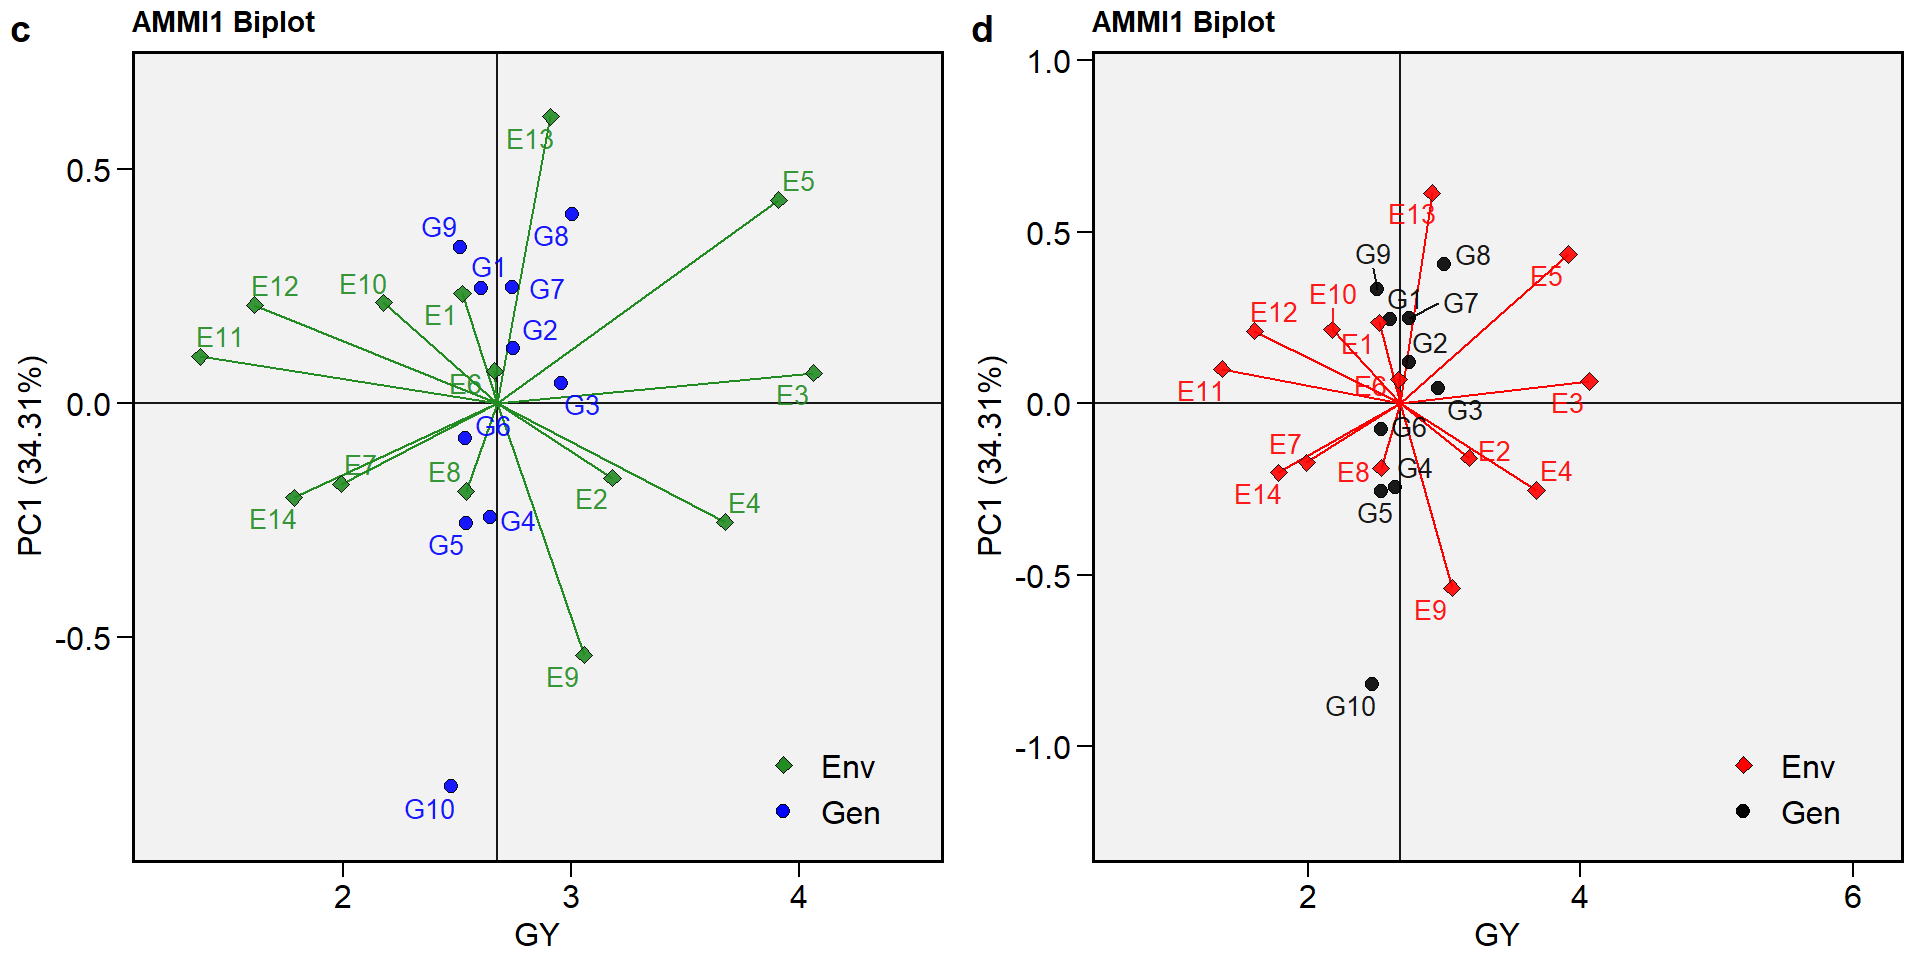 c
AMMI1 Biplot
PC1 (34.31%)
0.5
0.0
-0.5
E13
E5
G9
G8
G1
E12
E10
G7
E1
G2
E11
E6
E3
G3
G6
E7
E8
E2
E4
E14
G4
G5
E9
G10
Env
Gen
2
3
4
GY
d
AMMI1 Biplot
PC1 (34.31%)
1.0
0.5
0.0
-0.5
-1.0
E13
G9
G8
E5
E10
G1
G7
E12
E1
G2
E6
E11
E3
G3
G6
E7
E2
E8
G4
E4
E14
G5
E9
G10
Env
Gen
2
4
6
GY